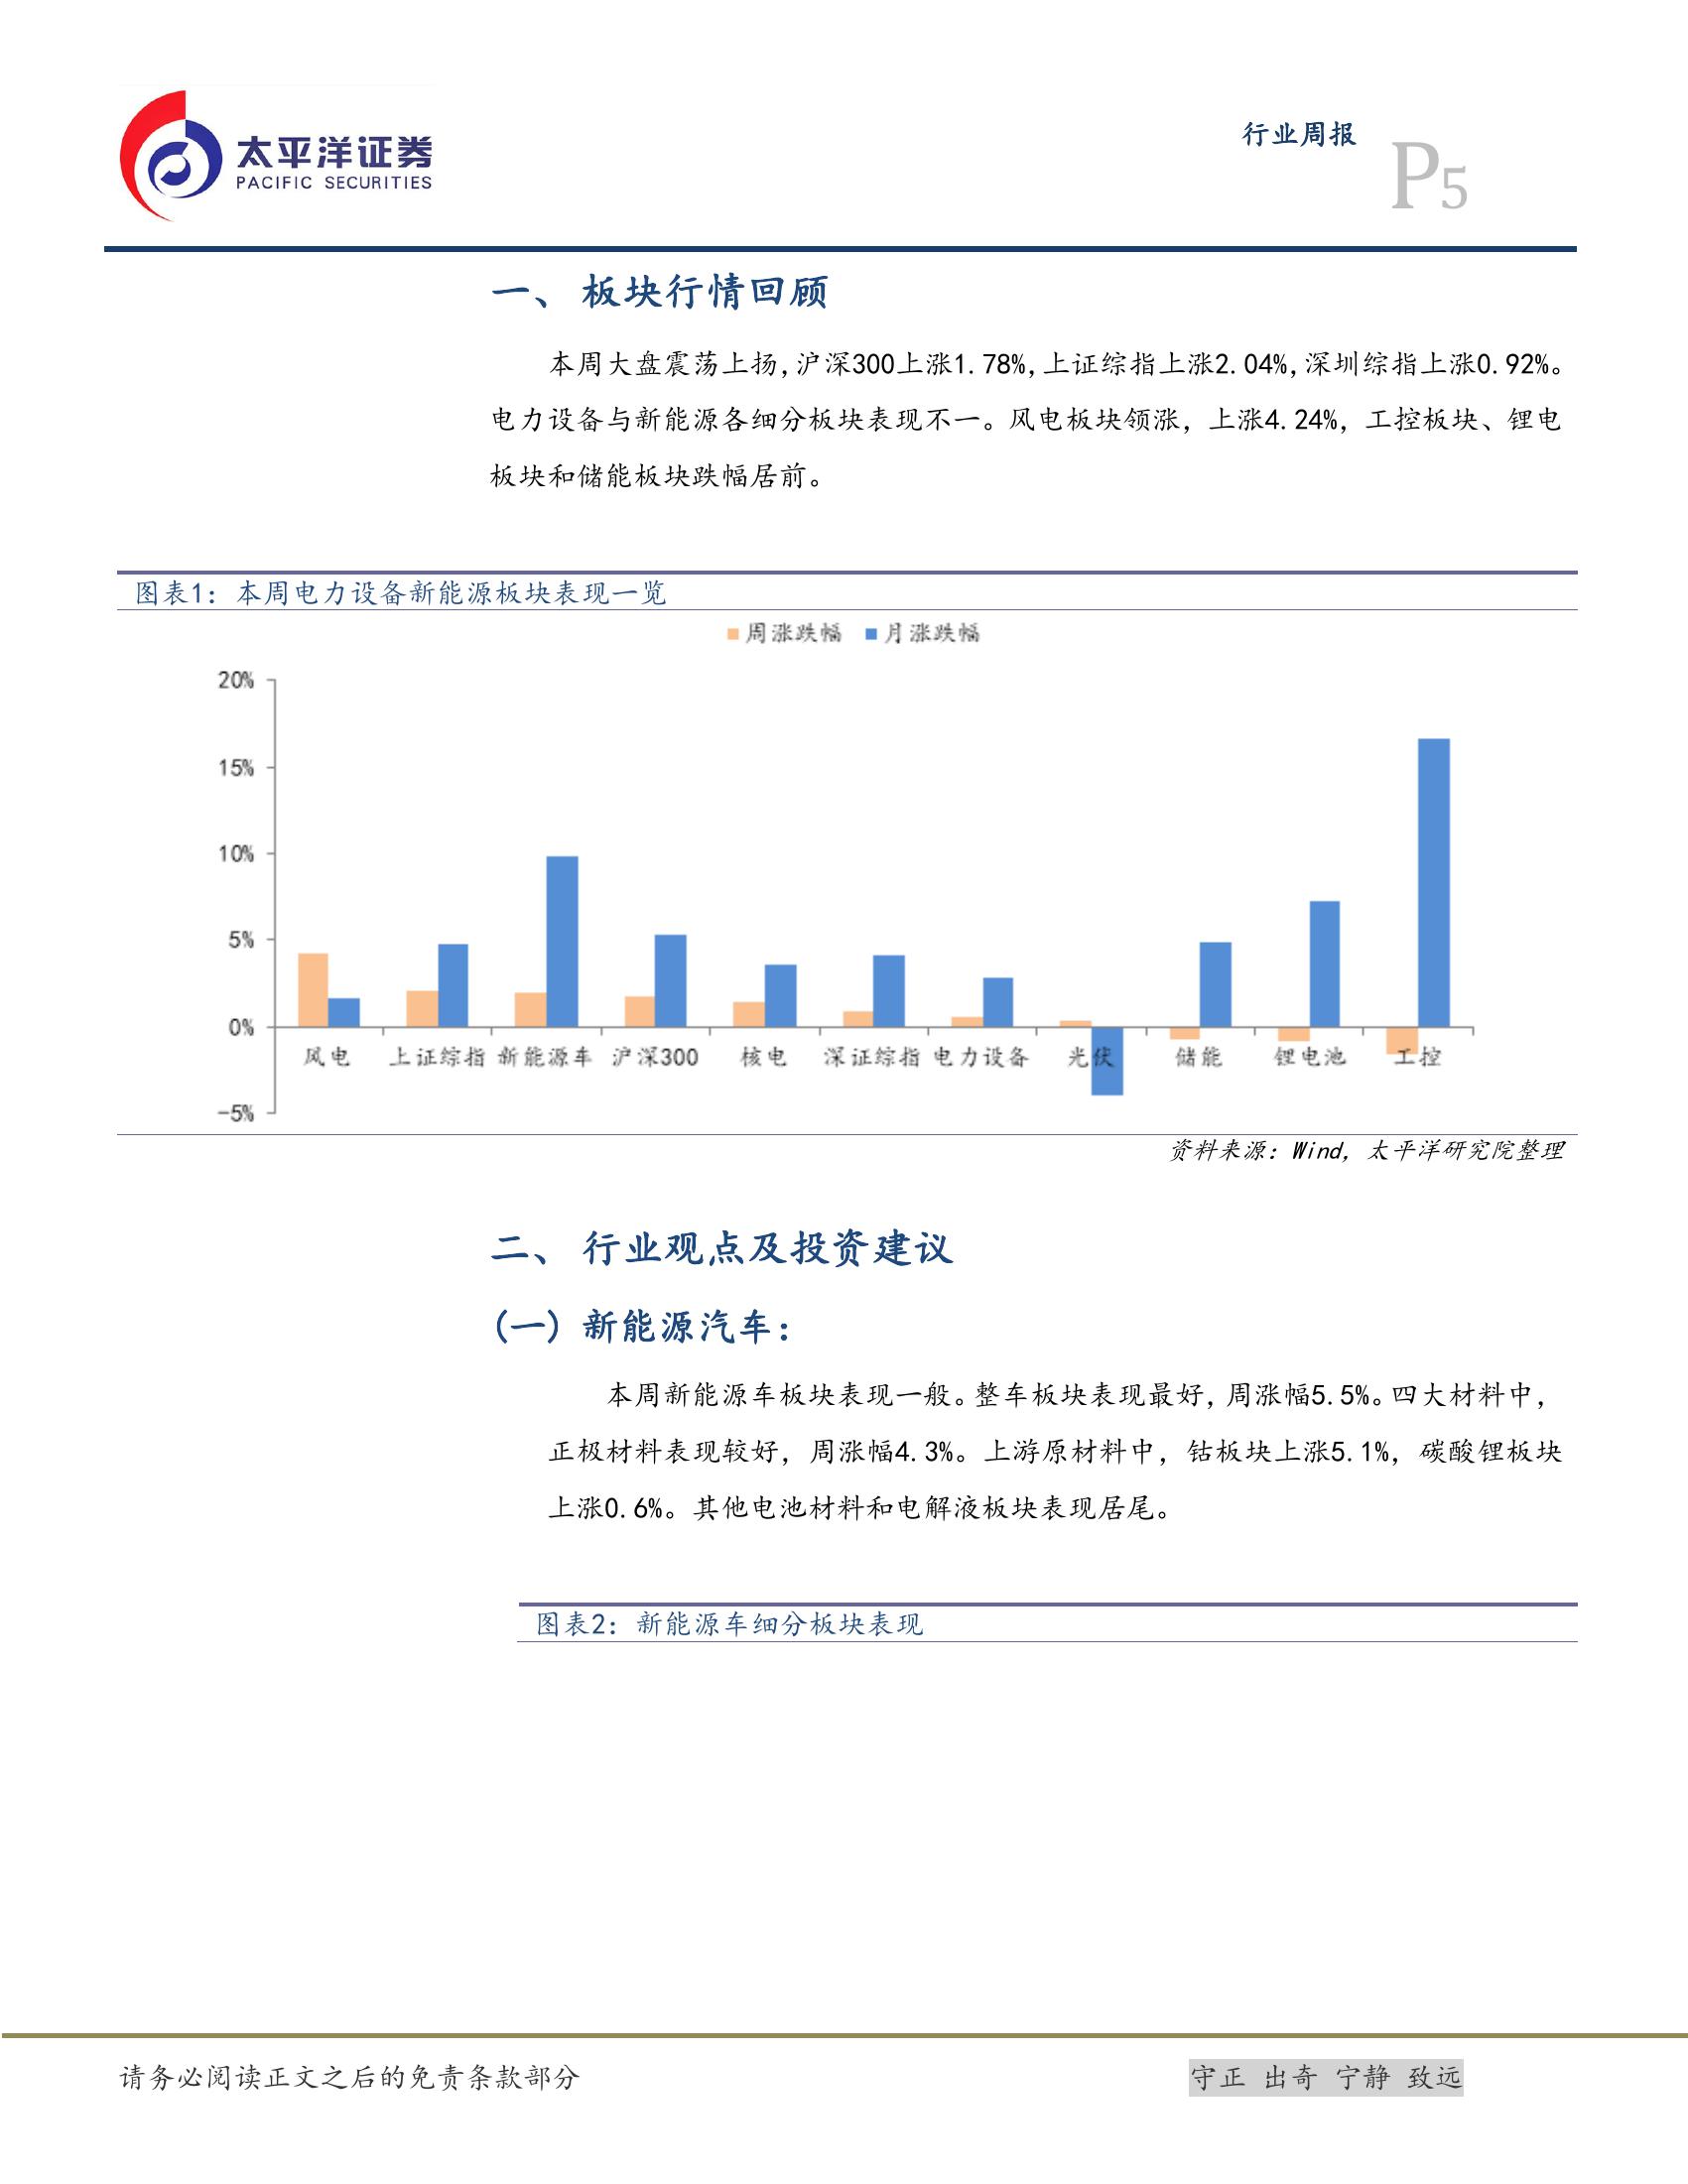 太平洋证券
PACIFIC SECURITIES
行业周报
P5
一、 板块行情回顾
本周大盘震荡上扬,沪深300上涨1.78%,上证综指上涨2.04%,深圳综指上涨0.92%。
电力设备与新能源各细分板块表现不一。风电板块领涨，上涨4.24%，工控板块、锂电
板块和储能板块跌幅居前。
图表1：本周电力设备新能源板块表现一览
周涨跌幅 月涨跌幅
20%
15%
10%
5%
0%
风电 上证综指 新能源车 沪深300 核电 深证综指 电力设备 光伏 储能 锂电池 工控
-5%
资料来源：Wind，太平洋研究院整理
二、 行业观点及投资建议
(一) 新能源汽车：
本周新能源车板块表现一般。整车板块表现最好,周涨幅5.5%。四大材料中，
正极材料表现较好，周涨幅4.3%。上游原材料中，钴板块上涨5.1%，碳酸锂板块
上涨0.6%。其他电池材料和电解液板块表现居尾。
图表2：新能源车细分板块表现
请务必阅读正文之后的免责条款部分
守正 出奇 宁静 致远